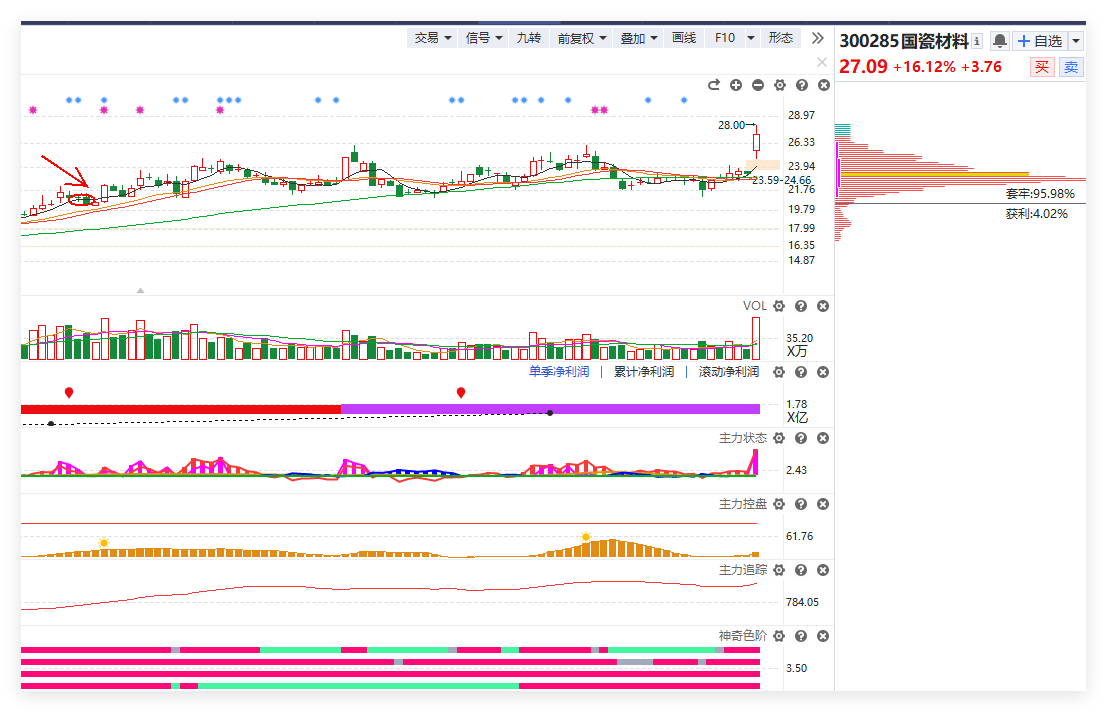 交易 信号 九转 前复权 叠加 画线 F10 形态
300285国瓷材料 自选
27.09 +16.12% +3.76 买 卖
28.97
28.00
26.33
23.94
23.59-24.66
21.76
19.79
17.99
16.35
14.87
套牢:95.98%
获利:4.02%
VOL
35.20
X万
单季净利润 | 累计净利润 | 滚动净利润
1.78
X亿
主力状态
2.43
主力控盘
61.76
主力追踪
784.05
神奇色阶
3.50